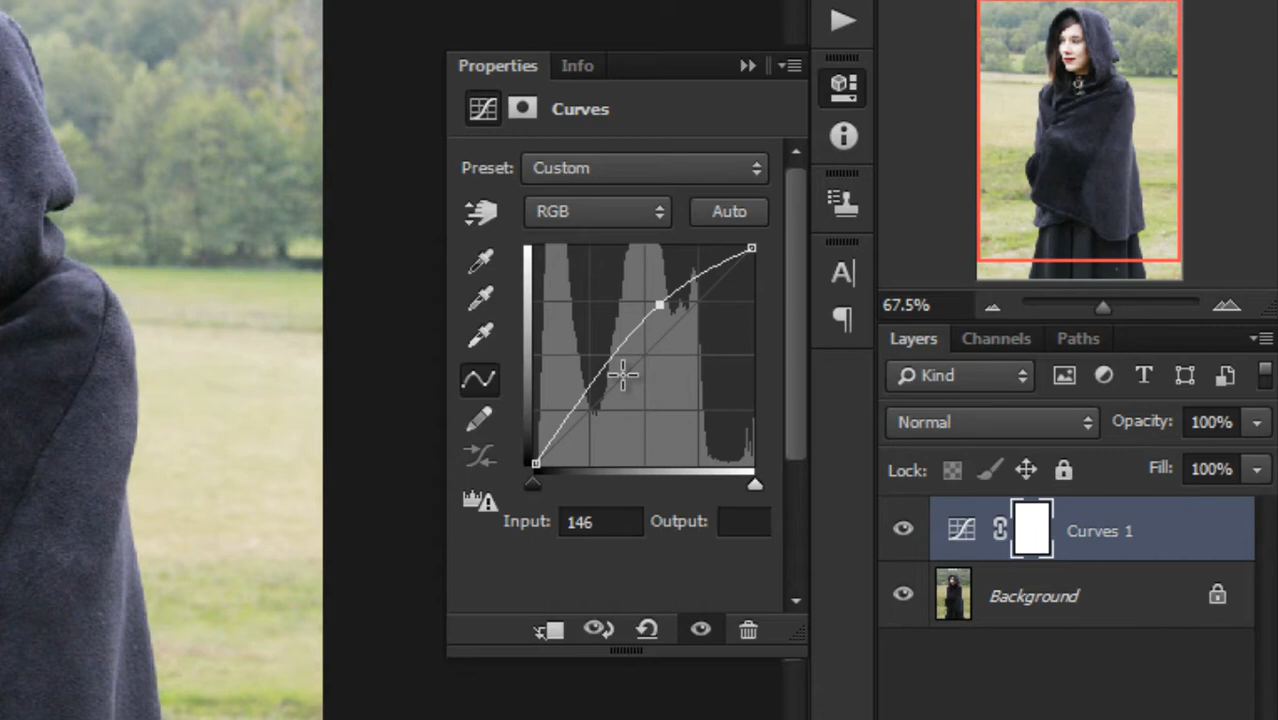 Properties Info
Curves
Preset: Custom
RGB Auto
Input: 146 Output:
A
67.5%
Layers Channels Paths
Kind T
Normal Opacity: 100%
Lock: Fill: 100%
Curves 1
Background